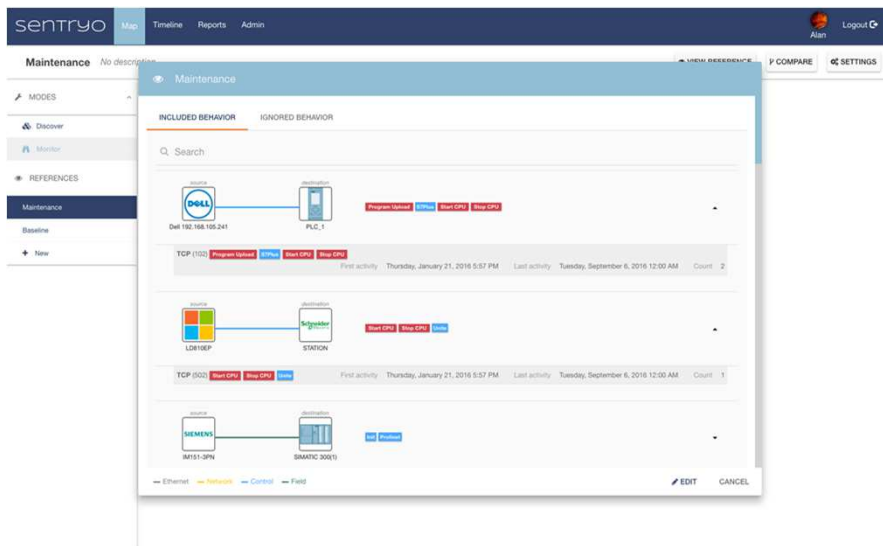 SENTRYO Map Timeline Reports Admin Alan Logout
Maintenance No description VIEW REFERENCE COMPARE SETTINGS
Maintenance
MODES
Discover
Monitor
REFERENCES
Maintenance
Baseline
+ New
INCLUDED BEHAVIOR IGNORED BEHAVIOR
Search
source destination
DELL
Program Upload S7Plus Start CPU Stop CPU
Dell 192.168.105.241 PLC_1
TCP (102) Program Upload S7Plus Start CPU Stop CPU
First activity Thursday, January 21, 2016 5:57 PM Last activity Tuesday, September 6, 2016 12:00 AM Count 2
source destination
Schneider Start CPU Stop CPU Unite
LD810EP STATION
TCP (502) Start CPU Stop CPU Unite First activity Thursday, January 21, 2016 5:57 PM Last activity Tuesday, September 6, 2016 12:00 AM Count 1
source destination
SIEMENS Init Profinet
IM151-3PN SIMATIC 300(1)
Ethernet Network Control Field EDIT CANCEL